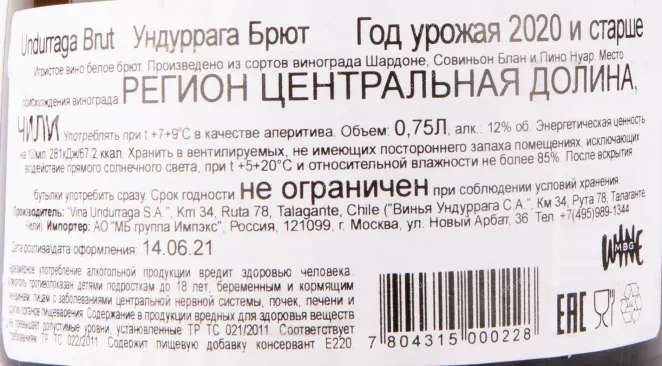 Undurraga Brut Ундуррага Брют Год урожая 2020 и старше
Игристое вино белое брют. Произведено из сортов винограда Шардоне, Совиньон Блан и Пино Нуар. Место
происхождения винограда РЕГИОН ЦЕНТРАЛЬНАЯ ДОЛИНА,
ЧИЛИ Употреблять при t +7+9°С в качестве аперитива. Объем: 0,75Л, алк.: 12% об. Энергетическая ценность
на 100мл: 281кДж/67,2 ккал. Хранить в вентилируемых, не имеющих постороннего запаха помещениях, исключающих
воздействие прямого солнечного света, при t +5+20°С и относительной влажности не более 85%. После вскрытия
бутылки употребить сразу. Срок годности не ограничен при соблюдении условий хранения
Производитель: "Vina Undurraga S.A.", Km 34, Ruta 78, Talagante, Chile ("Винья Ундуррага С.А.", Км 34, Рута 78, Талаганте,
Чили). Импортер: АО "МБ группа Импэкс", Россия, 121099, г. Москва, ул. Новый Арбат, 36 Тел. +7(495)989-1344
Дата розлива/дата оформления: 14.06.21
WINE
MBG
Чрезмерное употребление алкогольной продукции вредит здоровью человека.
Алкоголь противопоказан детям и подросткам до 18 лет, беременным и кормящим
женщинам, лицам с заболеваниями центральной нервной системы, почек, печени и
других органов пищеварения. Содержание в продукции вредных для здоровья веществ
не превышает допустимые уровни, установленные ТР ТС 021/2011. Соответствует
требованиям ТР ТС 022/2011. Содержит пищевую добавку консервант Е220
7 804315 000228
EAC